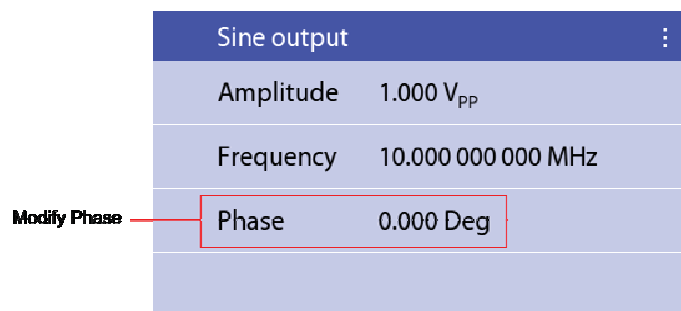 Sine output
Amplitude 1.000 VPP
Frequency 10.000 000 000 MHz
Modify Phase Phase 0.000 Deg